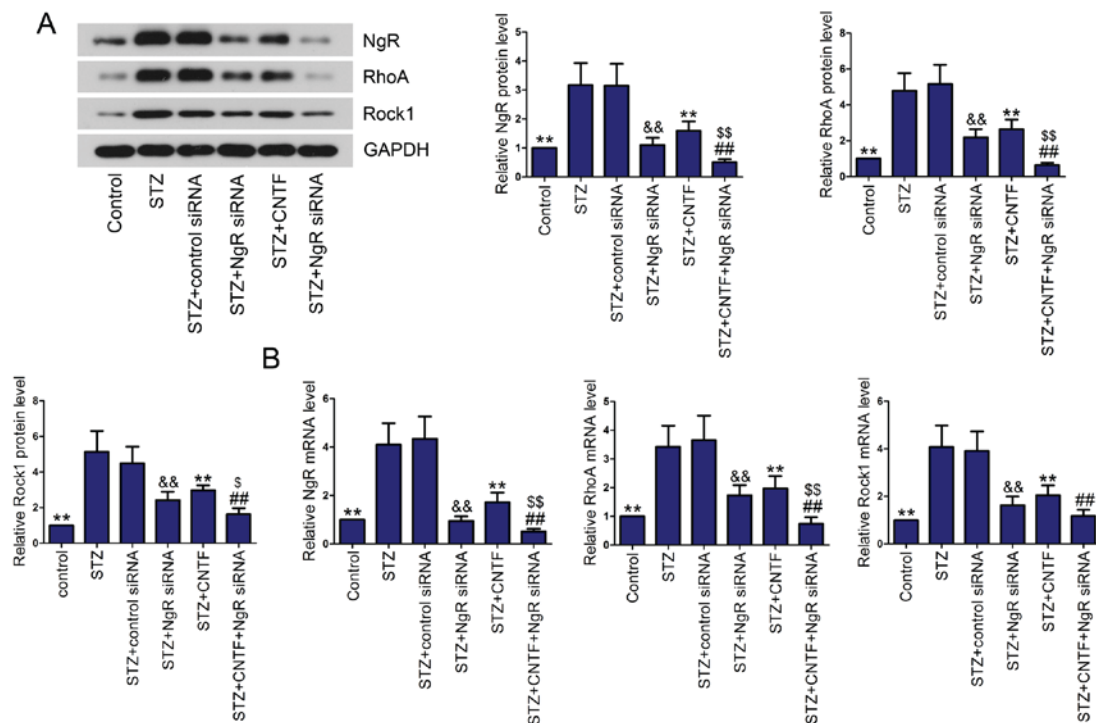 A
NgR
RhoA
Rock1
GAPDH
Control
STZ
STZ+control siRNA
STZ+NgR siRNA
STZ+CNTF
STZ+NgR siRNA
Relative NgR protein level
5
4
3
2
1
0
**
&&
**
$$
##
Control
STZ
STZ+control siRNA
STZ+NgR siRNA
STZ+CNTF
STZ+CNTF+NgR siRNA
Relative RhoA protein level
8
6
4
2
0
**
&&
**
$$
##
Control
STZ
STZ+control siRNA
STZ+NgR siRNA
STZ+CNTF
STZ+CNTF+NgR siRNA
Relative Rock1 protein level
8
6
4
2
0
**
&&
**
$
##
control
STZ
STZ+control siRNA
STZ+NgR siRNA
STZ+CNTF
STZ+CNTF+NgR siRNA
B
Relative NgR mRNA level
6
4
2
0
**
&&
**
$$
##
Control
STZ
STZ+control siRNA
STZ+NgR siRNA
STZ+CNTF
STZ+CNTF+NgR siRNA
Relative RhoA mRNA level
5
4
3
2
1
0
**
&&
**
$$
##
Control
STZ
STZ+control siRNA
STZ+NgR siRNA
STZ+CNTF
STZ+CNTF+NgR siRNA
Relative Rock1 mRNA level
6
4
2
0
**
&&
**
##
Control
STZ
STZ+control siRNA
STZ+NgR siRNA
STZ+CNTF
STZ+CNTF+NgR siRNA